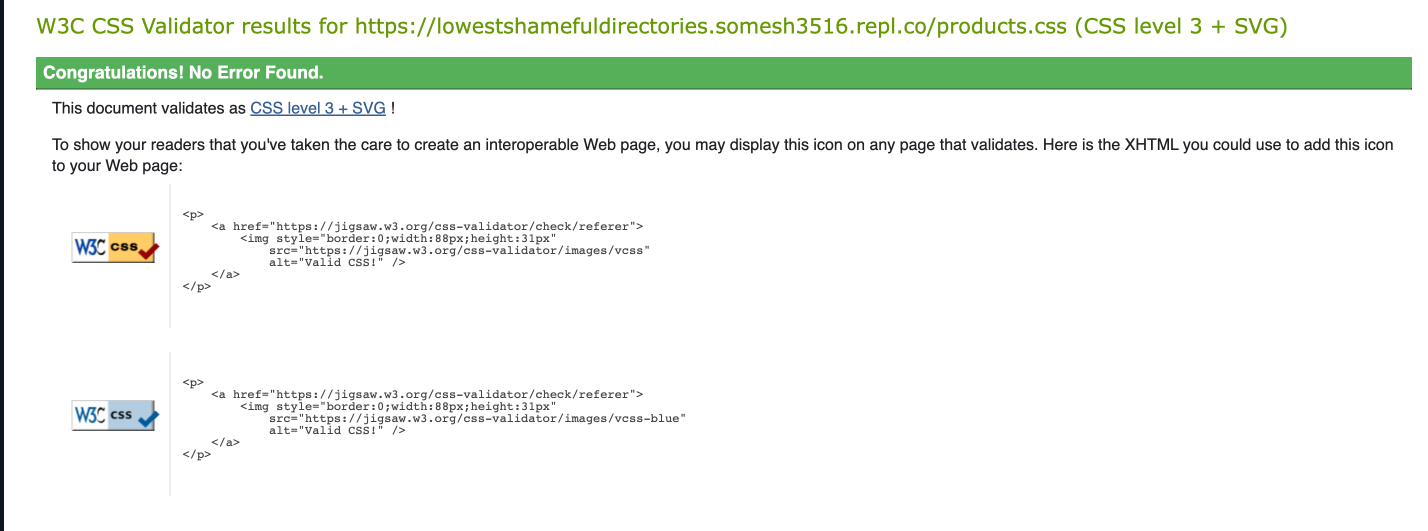 W3C CSS Validator results for https://lowestshamefuldirectories.somesh3516.repl.co/products.css (CSS level 3 + SVG)
Congratulations! No Error Found.
This document validates as CSS level 3 + SVG !
To show your readers that you've taken the care to create an interoperable Web page, you may display this icon on any page that validates. Here is the XHTML you could use to add this icon
to your Web page:
W3C css
<p>
    <a href="https://jigsaw.w3.org/css-validator/check/referer">
        <img style="border:0;width:88px;height:31px"
            src="https://jigsaw.w3.org/css-validator/images/vcss"
            alt="Valid CSS!" />
    </a>
</p>
W3C css
<p>
    <a href="https://jigsaw.w3.org/css-validator/check/referer">
        <img style="border:0;width:88px;height:31px"
            src="https://jigsaw.w3.org/css-validator/images/vcss-blue"
            alt="Valid CSS!" />
    </a>
</p>